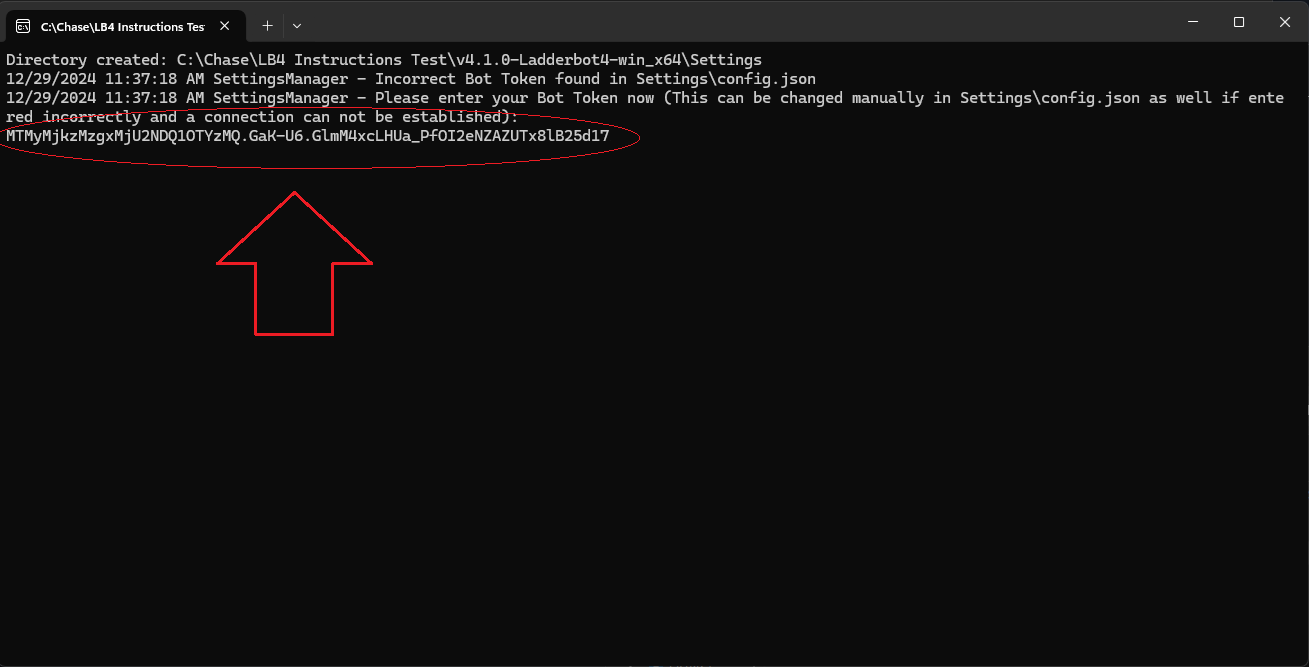 C:\Chase\LB4 Instructions Tes
Directory created: C:\Chase\LB4 Instructions Test\v4.1.0-Ladderbot4-win_x64\Settings
12/29/2024 11:37:18 AM SettingsManager - Incorrect Bot Token found in Settings\config.json
12/29/2024 11:37:18 AM SettingsManager - Please enter your Bot Token now (This can be changed manually in Settings\config.json as well if ente
red incorrectly and a connection can not be established):
MTMyMjkzMzgxMjU2NDQ1OTYzMQ.GaK-U6.GlmM4xcLHUa_PfOI2eNZAZUTx8lB25d17